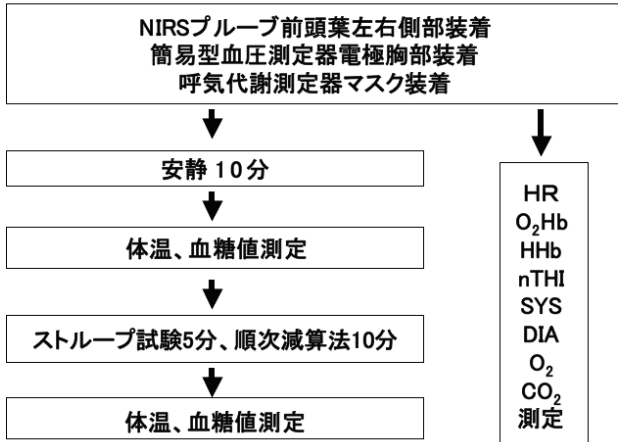 NIRSプルーブ前頭葉左右側部装着
簡易型血圧測定器電極胸部装着
呼気代謝測定器マスク装着
安静 10分
体温、血糖値測定
ストループ試験5分、順次減算法10分
体温、血糖値測定
HR
O₂Hb
HHb
nTHI
SYS
DIA
O₂
CO₂
測定